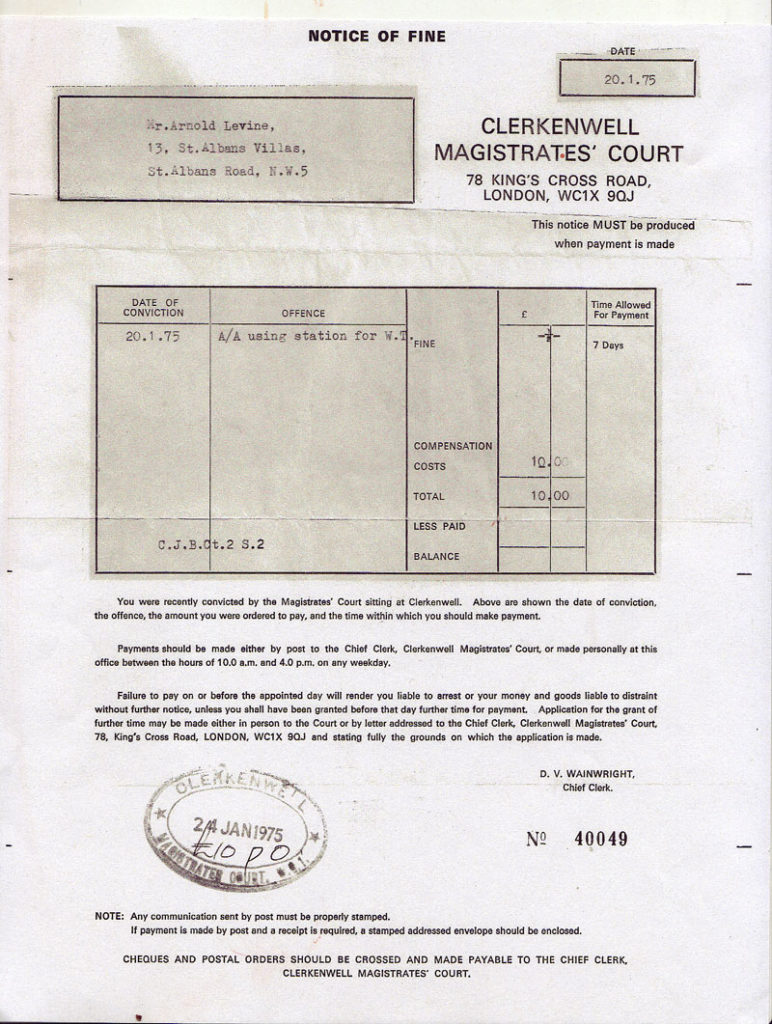 NOTICE OF FINE
DATE
20.1.75
Mr.Arnold Levine,
13, St.Albans Villas,
St.Albans Road, N.W.5
CLERKENWELL
MAGISTRATES' COURT
78 KING'S CROSS ROAD,
LONDON, WC1X 9QJ
This notice MUST be produced
when payment is made
DATE OF CONVICTION
OFFENCE
£
Time Allowed For Payment
20.1.75 A/A using station for W.T. FINE 7 Days
COMPENSATION
COSTS 10.00
TOTAL 10.00
LESS PAID
C.J.B.Ct.2 S.2
BALANCE
You were recently convicted by the Magistrates' Court sitting at Clerkenwell. Above are shown the date of conviction,
the offence, the amount you were ordered to pay, and the time within which you should make payment.
Payments should be made either by post to the Chief Clerk, Clerkenwell Magistrates' Court, or made personally at this
office between the hours of 10.0 a.m. and 4.0 p.m. on any weekday.
Failure to pay on or before the appointed day will render you liable to arrest or your money and goods liable to distraint
without further notice, unless you shall have been granted before that day further time for payment. Application for the grant of
further time may be made either in person to the Court or by letter addressed to the Chief Clerk, Clerkenwell Magistrates' Court,
78, King's Cross Road, LONDON, WC1X 9QJ and stating fully the grounds on which the application is made.
D. V. WAINWRIGHT,
Chief Clerk.
CLERKENWELL
24 JAN 1975
£10 P O
MAGISTRATES COURT. W.C.1.
Nº 40049
NOTE: Any communication sent by post must be properly stamped.
If payment is made by post and a receipt is required, a stamped addressed envelope should be enclosed.
CHEQUES AND POSTAL ORDERS SHOULD BE CROSSED AND MADE PAYABLE TO THE CHIEF CLERK,
CLERKENWELL MAGISTRATES' COURT.